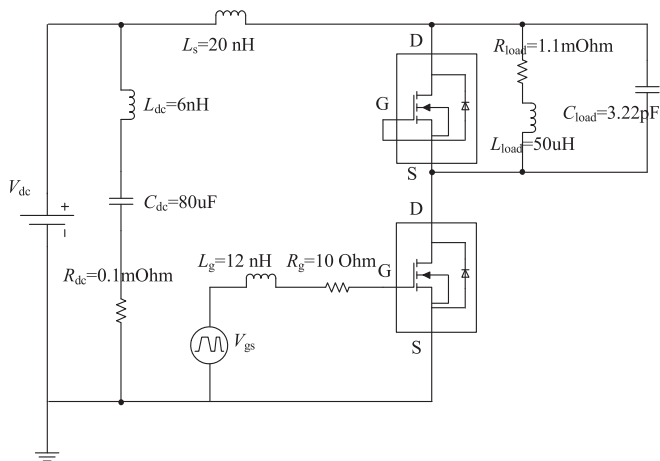 D
Ls=20 nH
Rload=1.1mOhm
Ldc=6nH
G
Cload=3.22pF
Lload=50uH
S
Vdc
+
-
Cdc=80uF
D
Lg=12 nH
Rg=10 Ohm
G
Rdc=0.1mOhm
Vgs
S